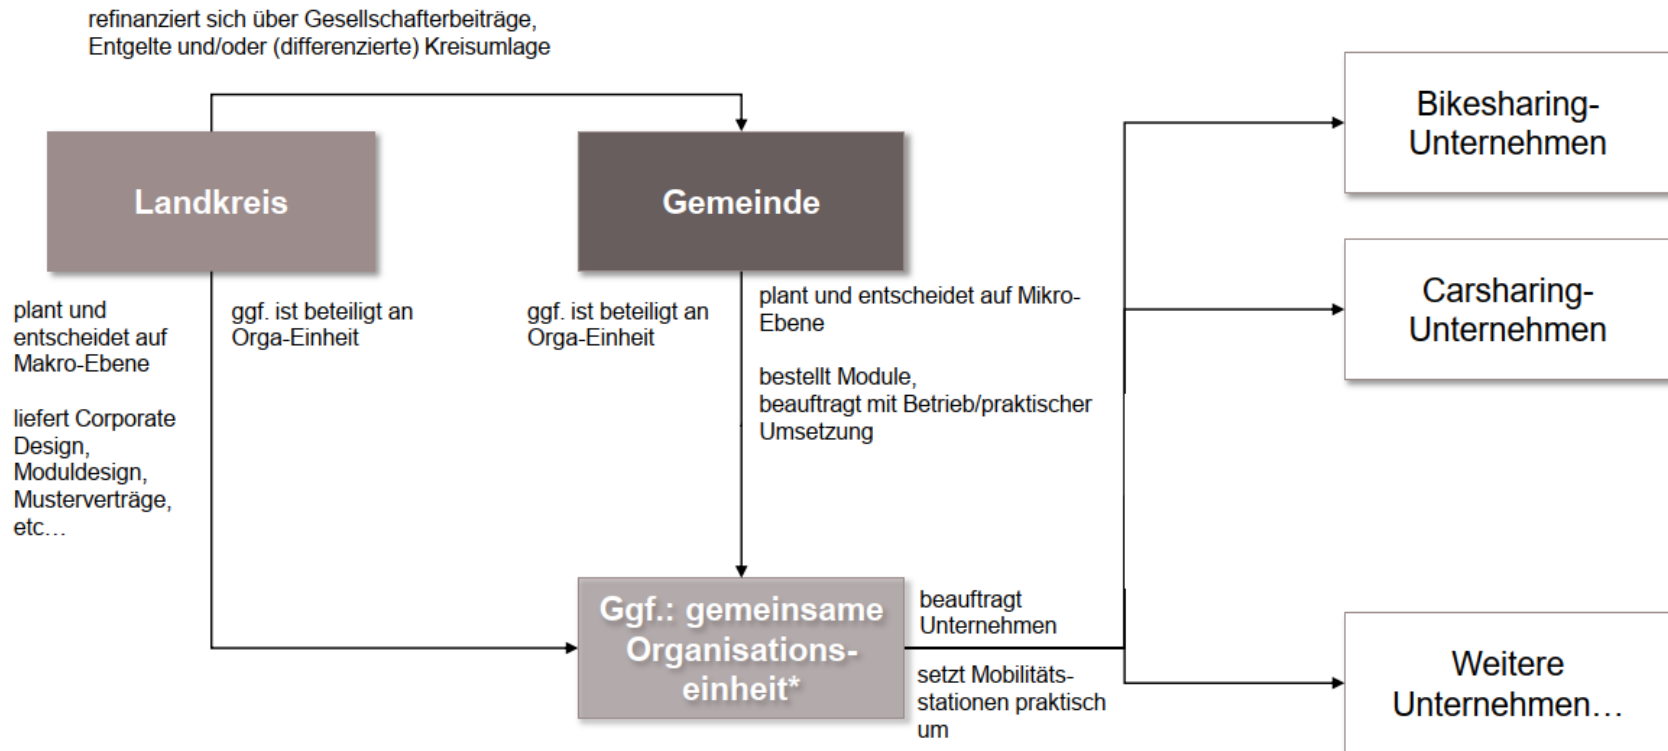 refinanziert sich über Gesellschafterbeiträge,
Entgelte und/oder (differenzierte) Kreisumlage
Landkreis
Gemeinde
plant und
entscheidet auf
Makro-Ebene
liefert Corporate
Design,
Moduldesign,
Musterverträge,
etc…
ggf. ist beteiligt an
Orga-Einheit
ggf. ist beteiligt an
Orga-Einheit
plant und entscheidet auf Mikro-
Ebene
bestellt Module,
beauftragt mit Betrieb/praktischer
Umsetzung
Ggf.: gemeinsame
Organisations-
einheit*
beauftragt
Unternehmen
setzt Mobilitäts-
stationen praktisch
um
Bikesharing-
Unternehmen
Carsharing-
Unternehmen
Weitere
Unternehmen…